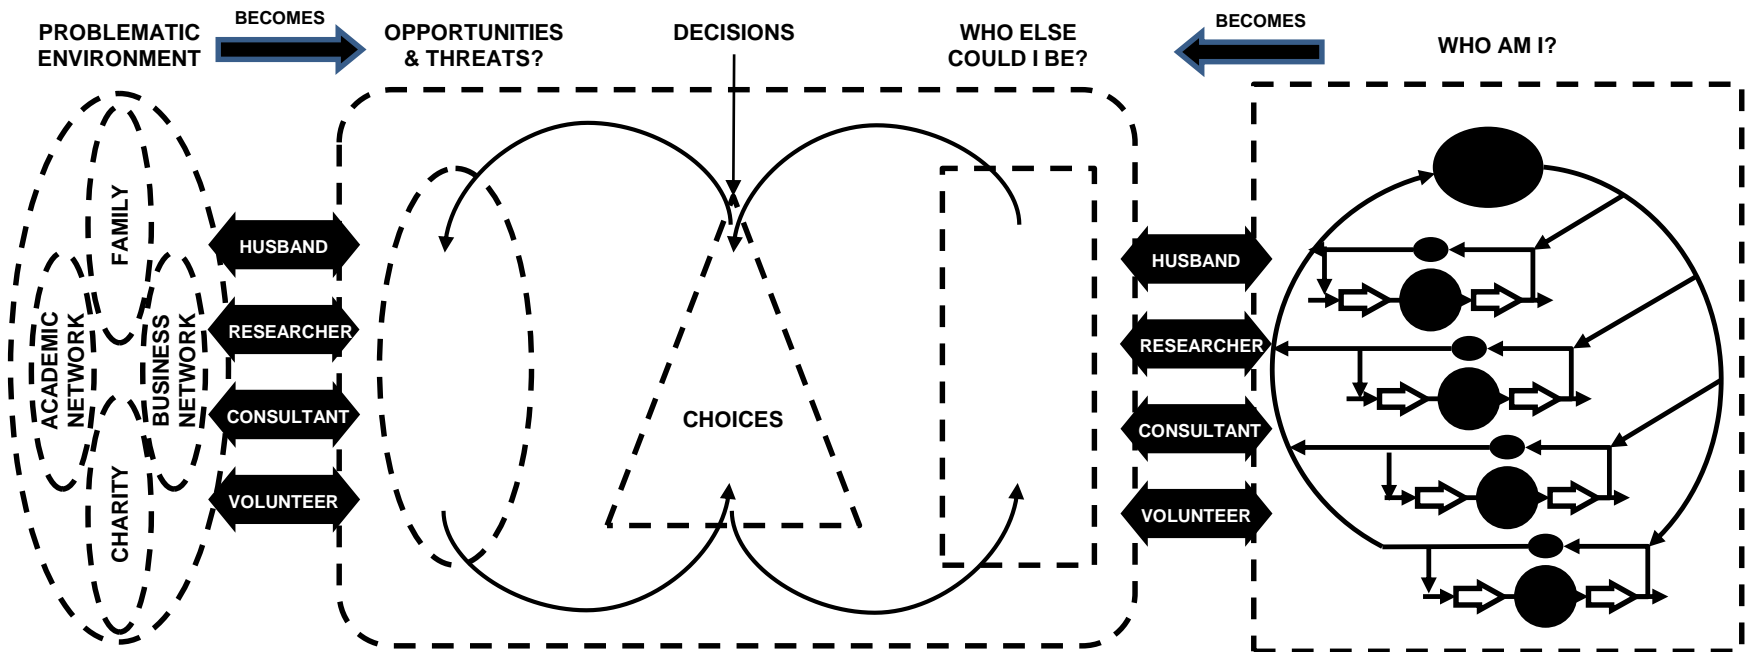 PROBLEMATIC
ENVIRONMENT
BECOMES
OPPORTUNITIES
& THREATS?
DECISIONS
WHO ELSE
COULD I BE?
BECOMES
WHO AM I?
FAMILY
ACADEMIC
NETWORK
BUSINESS
NETWORK
CHARITY
HUSBAND
RESEARCHER
CONSULTANT
VOLUNTEER
CHOICES
HUSBAND
RESEARCHER
CONSULTANT
VOLUNTEER